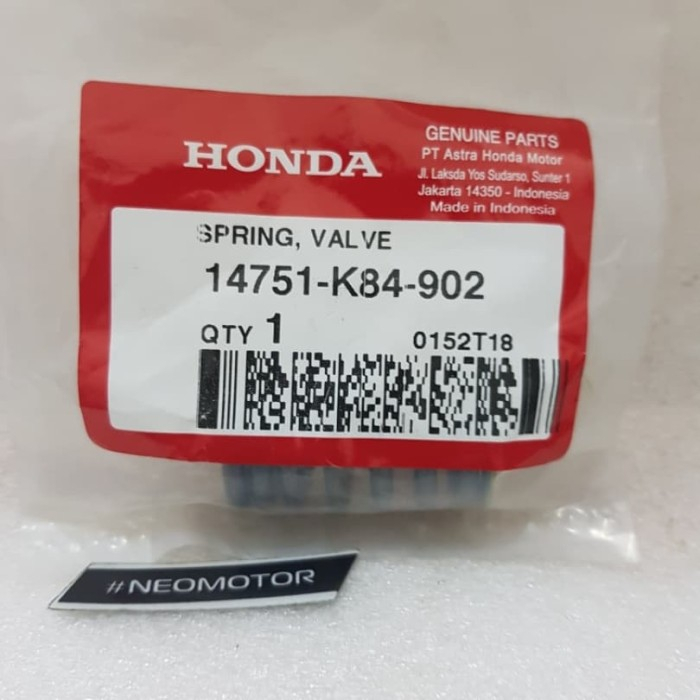 HONDA
GENUINE PARTS
PT Astra Honda Motor
Jl. Laksda Yos Sudarso, Sunter 1
Jakarta 14350 - Indonesia
Made in Indonesia
SPRING, VALVE
14751-K84-902
QTY 1
0152T18
#NEOMOTOR